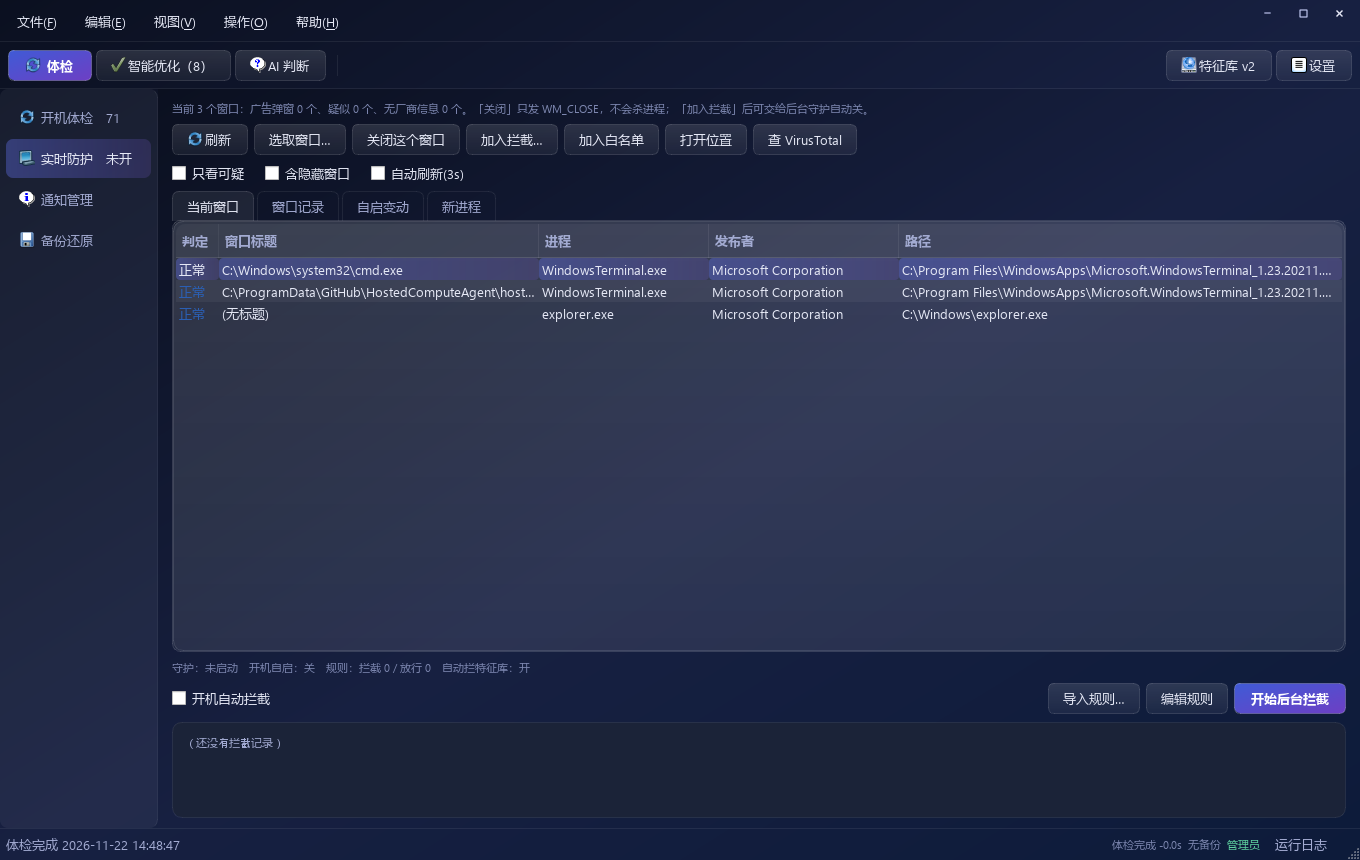 文件(F) 编辑(E) 视图(V) 操作(O) 帮助(H)
体检 智能优化（8） AI 判断 特征库 v2 设置
开机体检 71
实时防护 未开
通知管理
备份还原
当前 3 个窗口：广告弹窗 0 个、疑似 0 个、无厂商信息 0 个。「关闭」只发 WM_CLOSE，不会杀进程；「加入拦截」后可交给后台守护自动关。
刷新 选取窗口... 关闭这个窗口 加入拦截... 加入白名单 打开位置 查 VirusTotal
只看可疑 含隐藏窗口 自动刷新(3s)
当前窗口 窗口记录 自启变动 新进程
判定 窗口标题 进程 发布者 路径
正常 C:\Windows\system32\cmd.exe WindowsTerminal.exe Microsoft Corporation C:\Program Files\WindowsApps\Microsoft.WindowsTerminal_1.23.20211....
正常 C:\ProgramData\GitHub\HostedComputeAgent\host... WindowsTerminal.exe Microsoft Corporation C:\Program Files\WindowsApps\Microsoft.WindowsTerminal_1.23.20211....
正常 (无标题) explorer.exe Microsoft Corporation C:\Windows\explorer.exe
守护：未启动 开机自启：关 规则：拦截 0 / 放行 0 自动拦特征库：开
开机自动拦截 导入规则... 编辑规则 开始后台拦截
（还没有拦截记录）
体检完成 2026-11-22 14:48:47 体检完成 -0.0s 无备份 管理员 运行日志